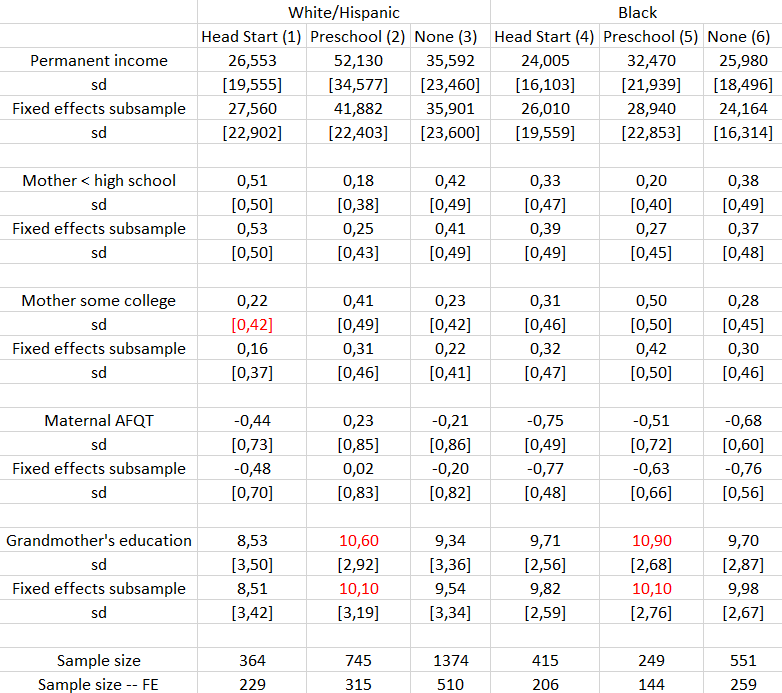 White/Hispanic Black
Head Start (1) Preschool (2) None (3) Head Start (4) Preschool (5) None (6)
Permanent income 26,553 52,130 35,592 24,005 32,470 25,980
sd [19,555] [34,577] [23,460] [16,103] [21,939] [18,496]
Fixed effects subsample 27,560 41,882 35,901 26,010 28,940 24,164
sd [22,902] [22,403] [23,600] [19,559] [22,853] [16,314]
Mother < high school 0,51 0,18 0,42 0,33 0,20 0,38
sd [0,50] [0,38] [0,49] [0,47] [0,40] [0,49]
Fixed effects subsample 0,53 0,25 0,41 0,39 0,27 0,37
sd [0,50] [0,43] [0,49] [0,49] [0,45] [0,48]
Mother some college 0,22 0,41 0,23 0,31 0,50 0,28
sd [0,42] [0,49] [0,42] [0,46] [0,50] [0,45]
Fixed effects subsample 0,16 0,31 0,22 0,32 0,42 0,30
sd [0,37] [0,46] [0,41] [0,47] [0,50] [0,46]
Maternal AFQT -0,44 0,23 -0,21 -0,75 -0,51 -0,68
sd [0,73] [0,85] [0,86] [0,49] [0,72] [0,60]
Fixed effects subsample -0,48 0,02 -0,20 -0,77 -0,63 -0,76
sd [0,70] [0,83] [0,82] [0,48] [0,66] [0,56]
Grandmother's education 8,53 10,60 9,34 9,71 10,90 9,70
sd [3,50] [2,92] [3,36] [2,56] [2,68] [2,87]
Fixed effects subsample 8,51 10,10 9,54 9,82 10,10 9,98
sd [3,42] [3,19] [3,34] [2,59] [2,76] [2,67]
Sample size 364 745 1374 415 249 551
Sample size -- FE 229 315 510 206 144 259